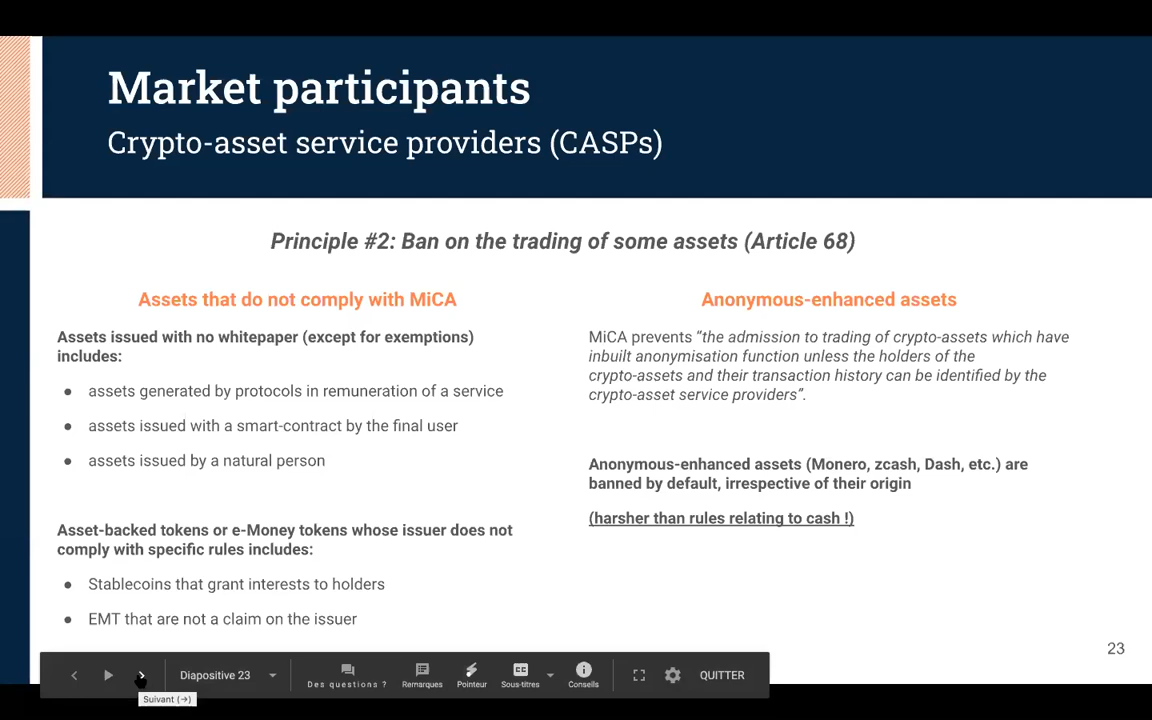 Market participants
Crypto-asset service providers (CASPs)
Principle #2: Ban on the trading of some assets (Article 68)
Assets that do not comply with MiCA
Assets issued with no whitepaper (except for exemptions)
includes:
● assets generated by protocols in remuneration of a service
● assets issued with a smart-contract by the final user
● assets issued by a natural person
Asset-backed tokens or e-Money tokens whose issuer does not
comply with specific rules includes:
● Stablecoins that grant interests to holders
● EMT that are not a claim on the issuer
Anonymous-enhanced assets
MiCA prevents “the admission to trading of crypto-assets which have
inbuilt anonymisation function unless the holders of the
crypto-assets and their transaction history can be identified by the
crypto-asset service providers”.
Anonymous-enhanced assets (Monero, zcash, Dash, etc.) are
banned by default, irrespective of their origin
(harsher than rules relating to cash !)
23
Diapositive 23
Des questions ?
Remarques
Pointeur
CC
Sous-titres
Conseils
QUITTER
Suivant (→)